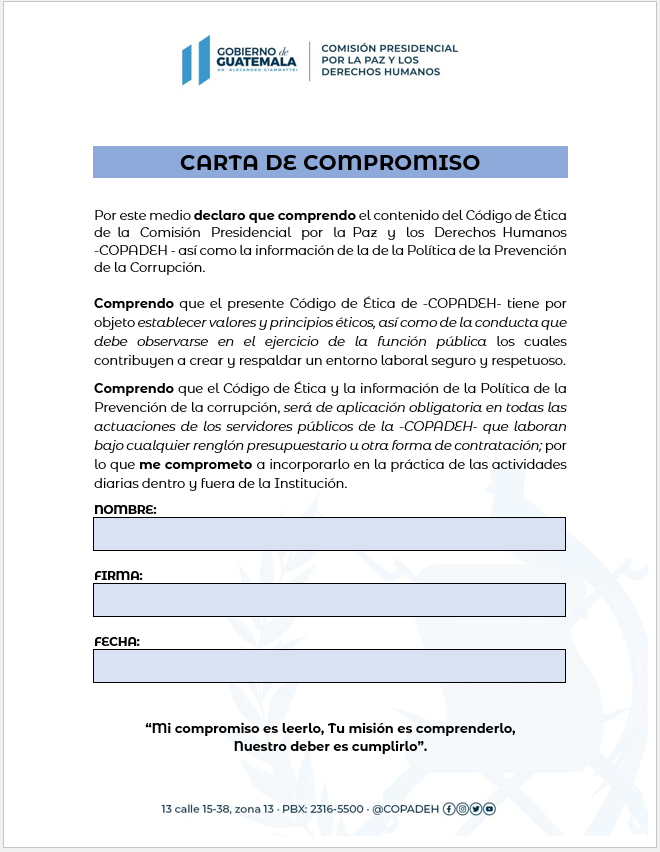 GOBIERNO de
GUATEMALA
DR. ALEJANDRO GIAMMATTEI
COMISIÓN PRESIDENCIAL
POR LA PAZ Y LOS
DERECHOS HUMANOS
CARTA DE COMPROMISO
Por este medio declaro que comprendo el contenido del Código de Ética
de la Comisión Presidencial por la Paz y los Derechos Humanos
-COPADEH - así como la información de la de la Política de la Prevención
de la Corrupción.
Comprendo que el presente Código de Ética de -COPADEH- tiene por
objeto establecer valores y principios éticos, así como de la conducta que
debe observarse en el ejercicio de la función pública los cuales
contribuyen a crear y respaldar un entorno laboral seguro y respetuoso.
Comprendo que el Código de Ética y la información de la Política de la
Prevención de la corrupción, será de aplicación obligatoria en todas las
actuaciones de los servidores públicos de la -COPADEH- que laboran
bajo cualquier renglón presupuestario u otra forma de contratación; por
lo que me comprometo a incorporarlo en la práctica de las actividades
diarias dentro y fuera de la Institución.
NOMBRE:
FIRMA:
FECHA:
“Mi compromiso es leerlo, Tu misión es comprenderlo,
Nuestro deber es cumplirlo”.
13 calle 15-38, zona 13 · PBX: 2316-5500 · @COPADEH